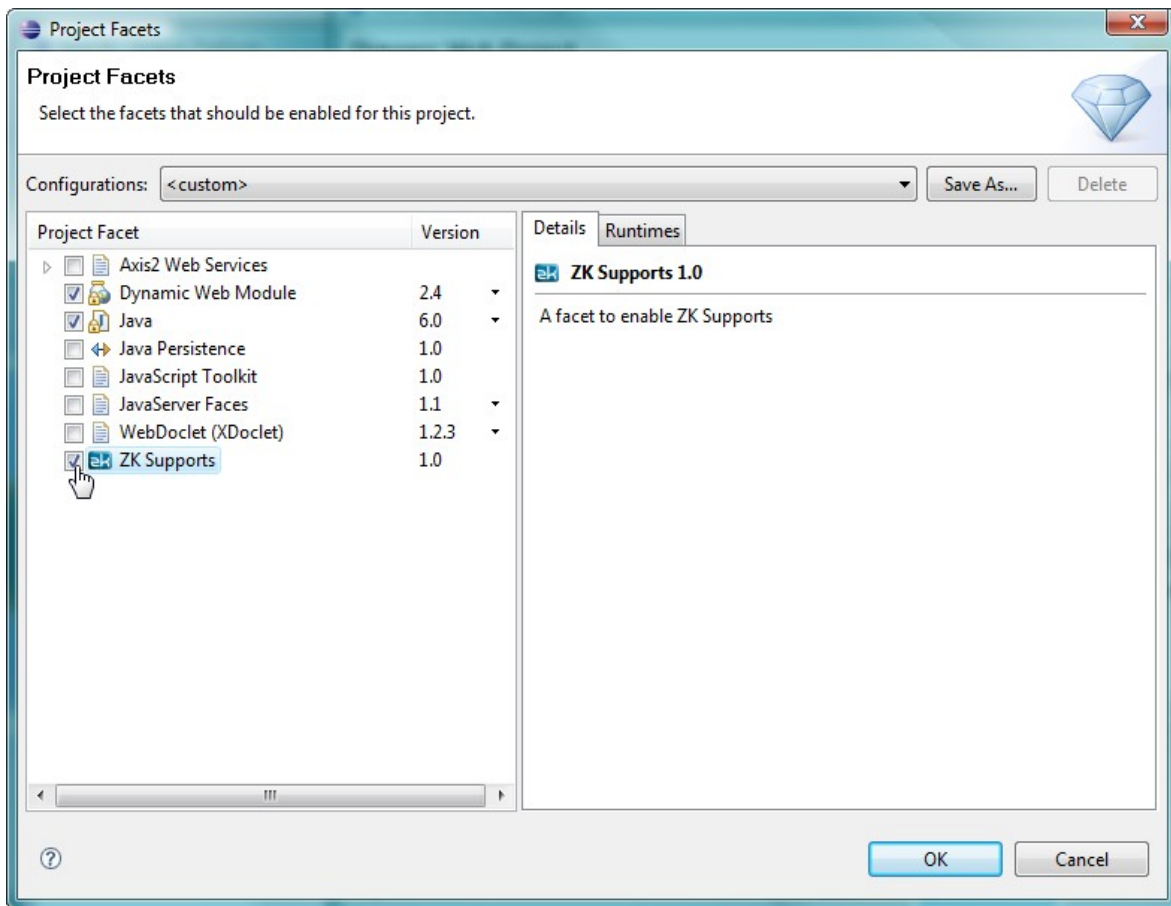 Project Facets
Project Facets
Select the facets that should be enabled for this project.
Configurations: <custom> Save As... Delete
Project Facet Version
Axis2 Web Services
Dynamic Web Module 2.4
Java 6.0
Java Persistence 1.0
JavaScript Toolkit 1.0
JavaServer Faces 1.1
WebDoclet (XDoclet) 1.2.3
ZK Supports 1.0
Details Runtimes
ZK ZK Supports 1.0
A facet to enable ZK Supports
OK Cancel